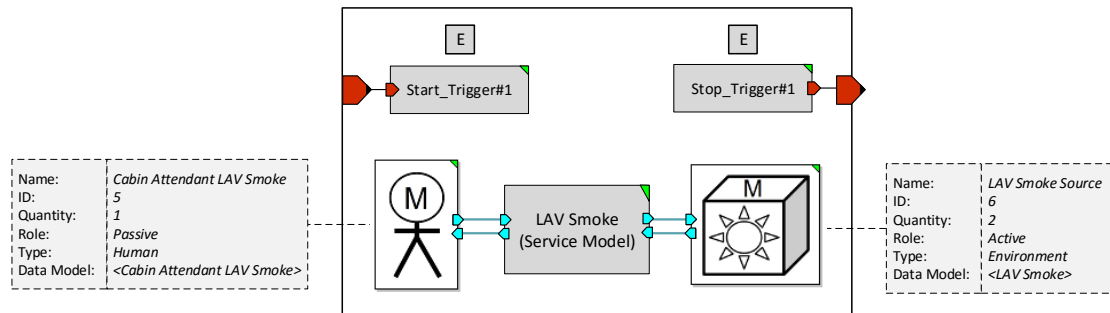 E
E
Start_Trigger#1
Stop_Trigger#1
Name: Cabin Attendant LAV Smoke
ID: 5
Quantity: 1
Role: Passive
Type: Human
Data Model: <Cabin Attendant LAV Smoke>
M
LAV Smoke
(Service Model)
M
Name: LAV Smoke Source
ID: 6
Quantity: 2
Role: Active
Type: Environment
Data Model: <LAV Smoke>